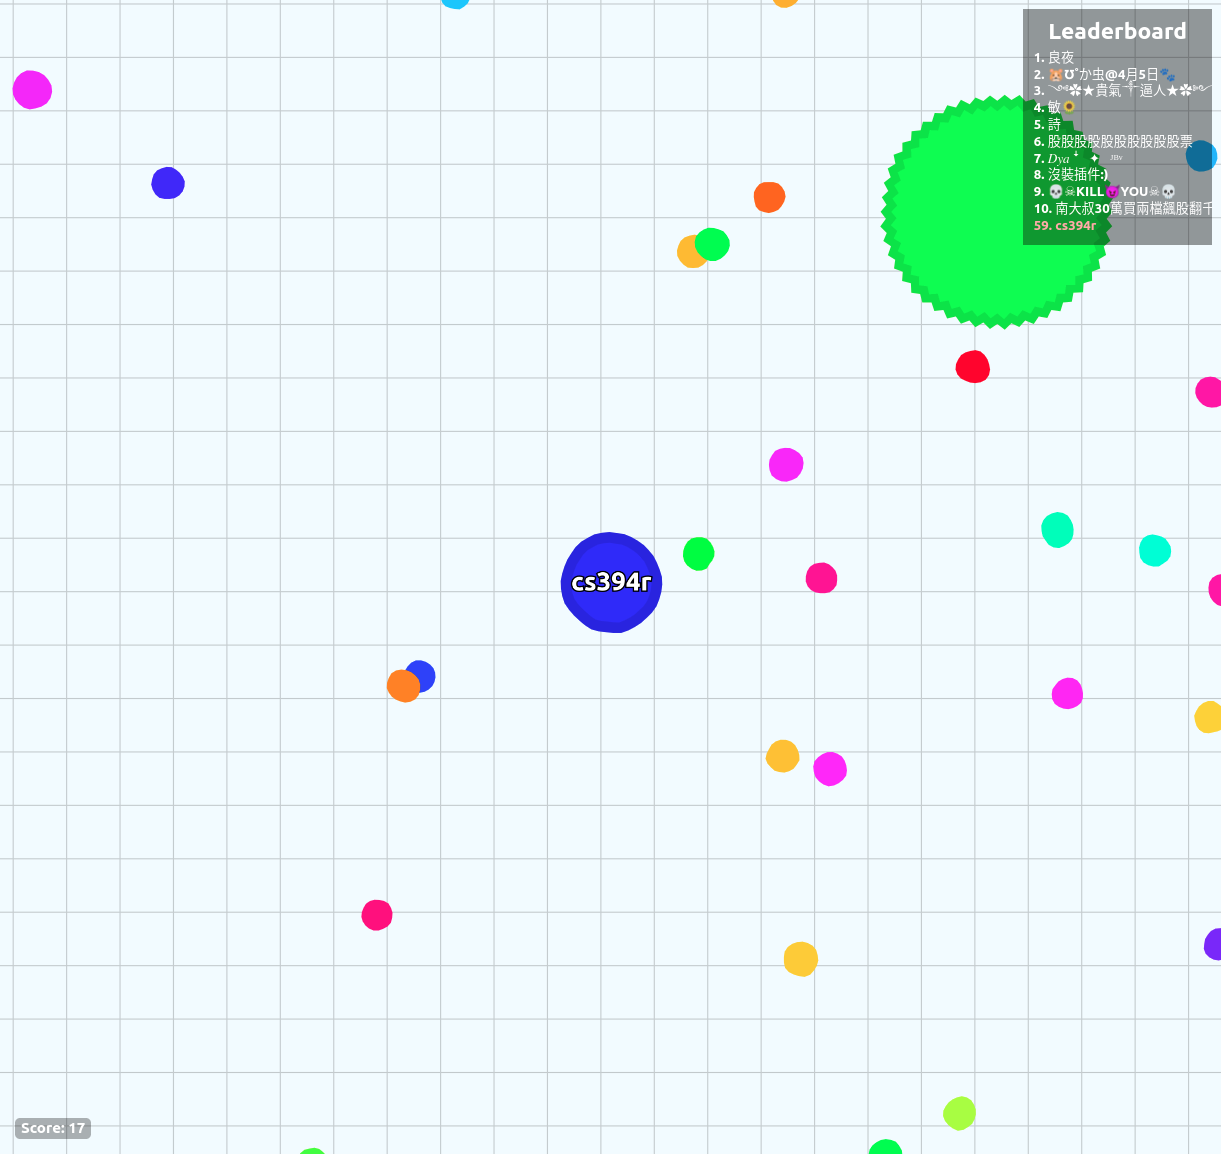 Leaderboard
1. 良夜
2. 🐹ʊ˚か虫@4月5日🐾
3. ✽★貴氣 逼人★✽
4. 敏🌻
5. 詩
6. 股股股股股股股股股股票
7. Dya ✦ JBv
8. 沒裝插件:)
9. 💀☠KILL😈YOU☠💀
10. 南大叔30萬買兩檔飆股翻千
59. cs394r
cs394r
Score: 17